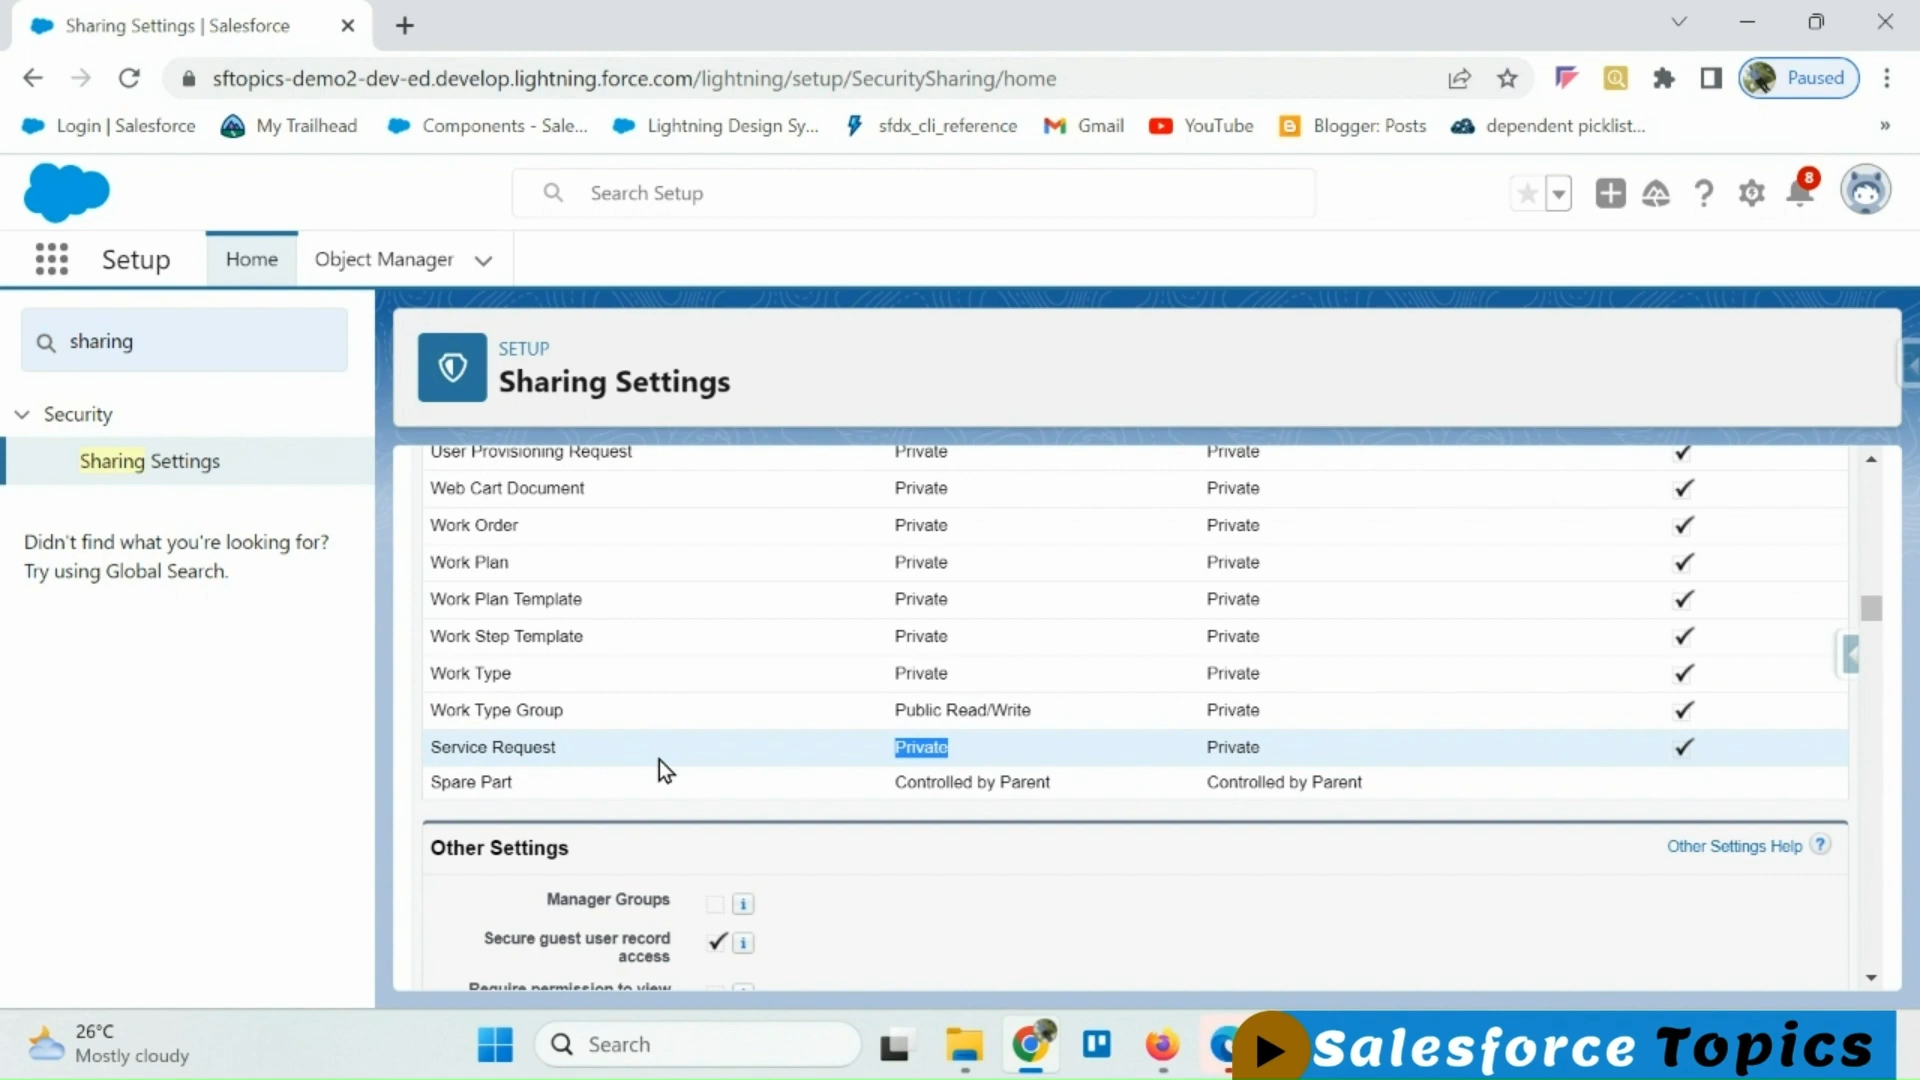 Sharing Settings | Salesforce
sftopics-demo2-dev-ed.develop.lightning.force.com/lightning/setup/SecuritySharing/home
Paused
Login | Salesforce
My Trailhead
Components - Sale...
Lightning Design Sy...
sfdx_cli_reference
Gmail
YouTube
Blogger: Posts
dependent picklist...
»
Search Setup
8
Setup
Home
Object Manager
sharing
Security
Sharing Settings
Didn't find what you're looking for?
Try using Global Search.
SETUP
Sharing Settings
User Provisioning Request Private Private
Web Cart Document Private Private
Work Order Private Private
Work Plan Private Private
Work Plan Template Private Private
Work Step Template Private Private
Work Type Private Private
Work Type Group Public Read/Write Private
Service Request Private Private
Spare Part Controlled by Parent Controlled by Parent
Other Settings
Other Settings Help ?
Manager Groups
i
Secure guest user record
access
i
Require permission to view
26°C
Mostly cloudy
Search
Salesforce Topics